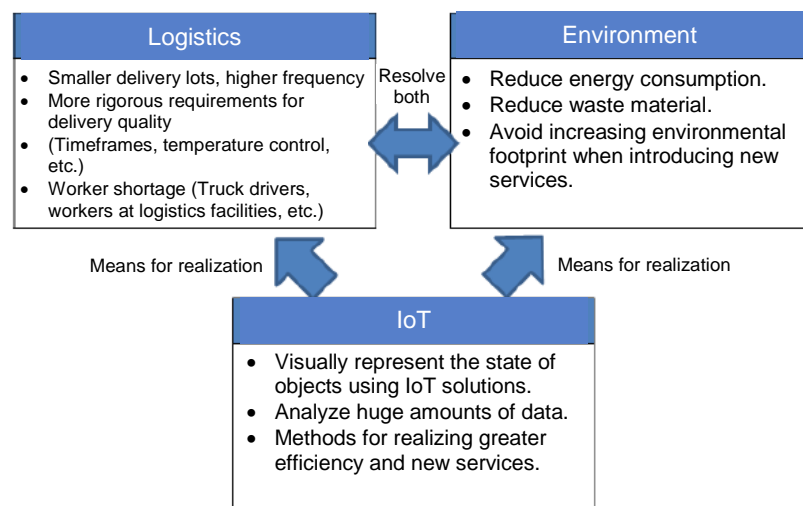 Logistics
• Smaller delivery lots, higher frequency
• More rigorous requirements for
delivery quality
• (Timeframes, temperature control,
etc.)
• Worker shortage (Truck drivers,
workers at logistics facilities, etc.)
Resolve
both
Environment
• Reduce energy consumption.
• Reduce waste material.
• Avoid increasing environmental
footprint when introducing new
services.
Means for realization
Means for realization
IoT
• Visually represent the state of
objects using IoT solutions.
• Analyze huge amounts of data.
• Methods for realizing greater
efficiency and new services.